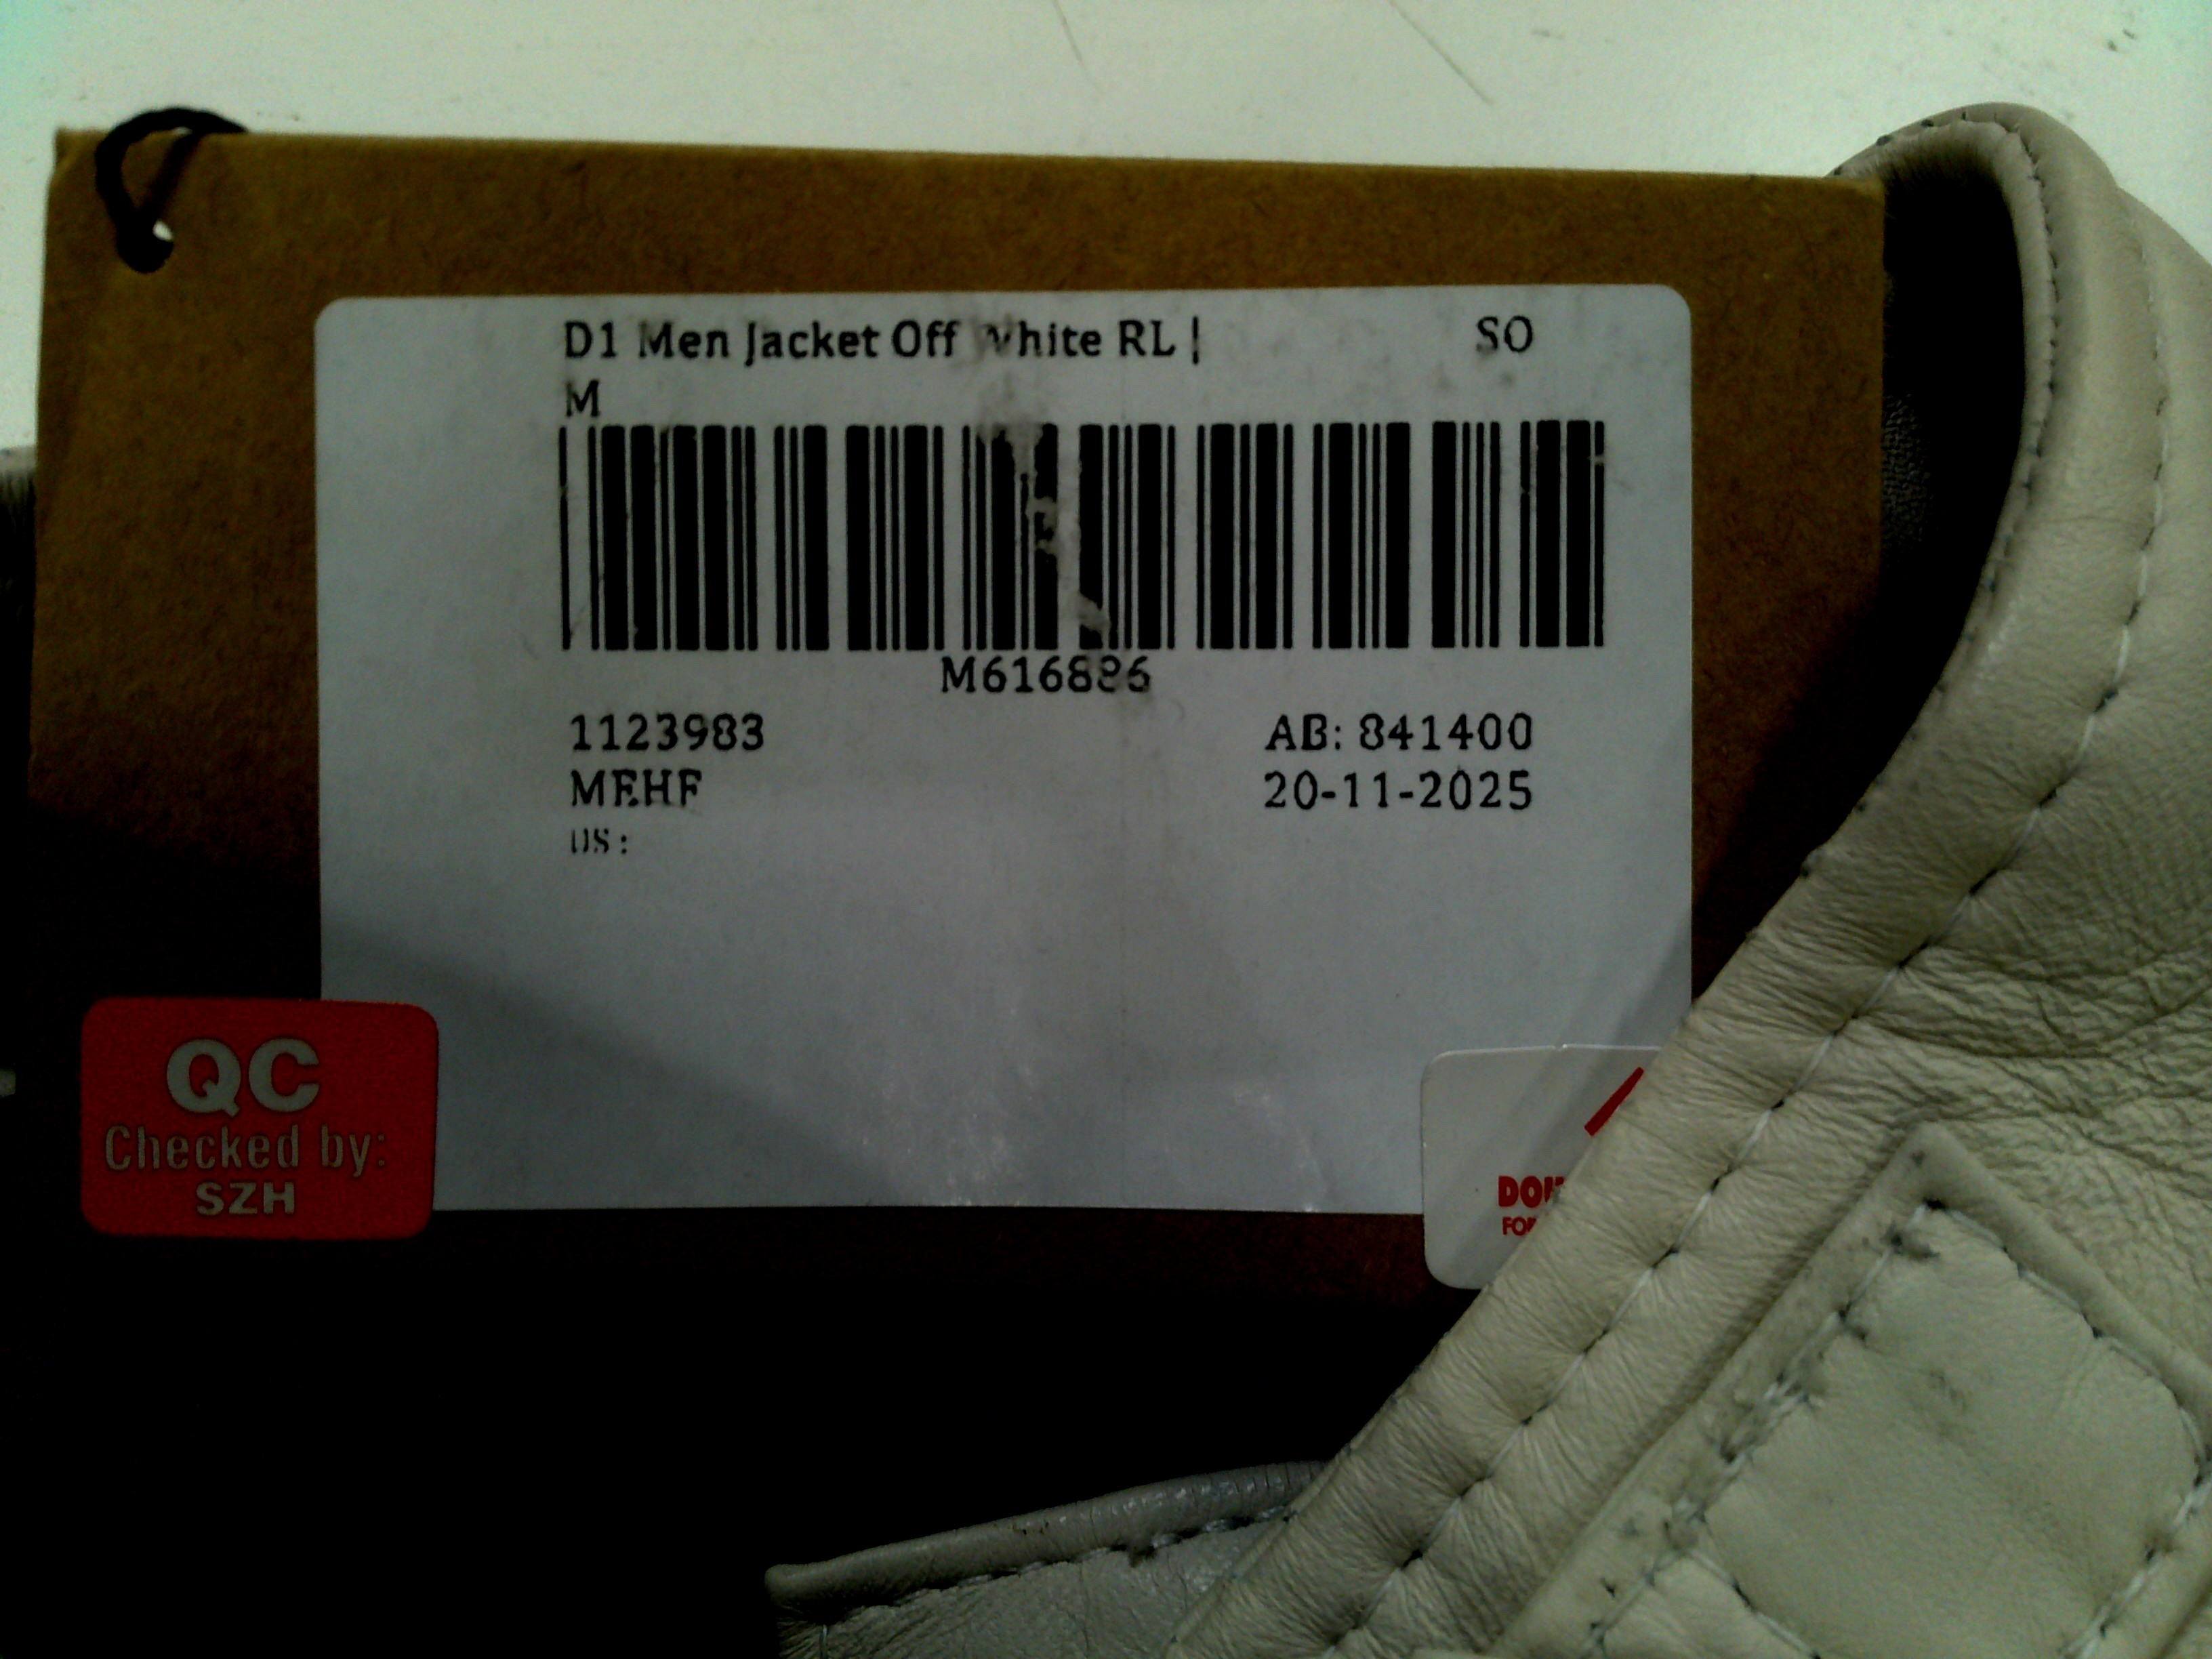 D1 Men Jacket Off White RL | SO
M
M616886
1123983 AB: 841400
MEHF 20-11-2025
US :
QC
Checked by:
SZH